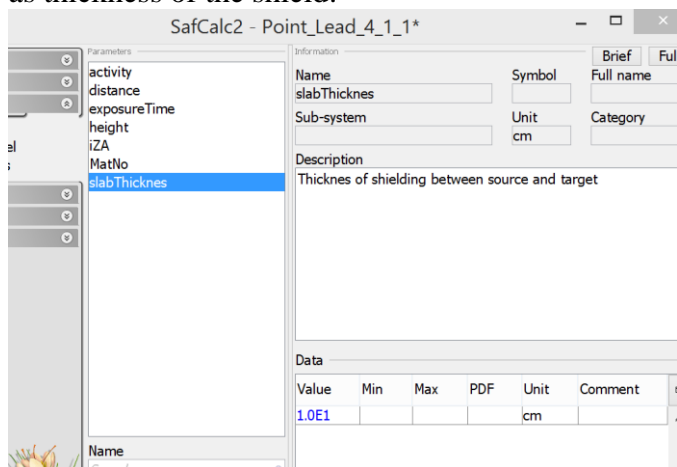 as thickness of the shield.
SafCalc2 - Point_Lead_4_1_1*
Parameters
activity
distance
exposureTime
height
iZA
MatNo
slabThicknes
Name
Information
Brief Ful
Name Symbol Full name
slabThicknes
Sub-system Unit Category
cm
Description
Thicknes of shielding between source and target
Data
Value Min Max PDF Unit Comment
1.0E1 cm